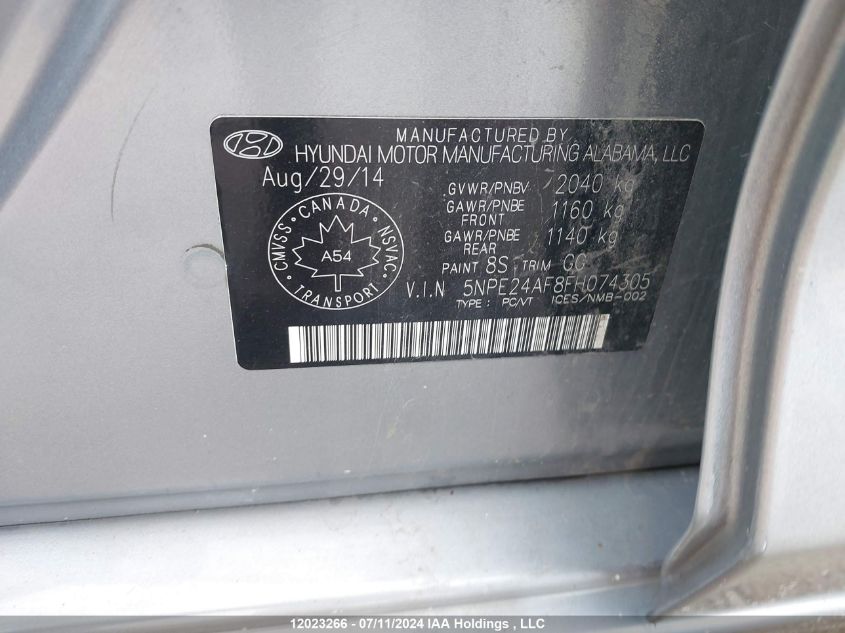 MANUFACTURED BY
HYUNDAI MOTOR MANUFACTURING ALABAMA, LLC
Aug/29/14
GVWR/PNBV 2040 kg
GAWR/PNBE FRONT 1160 kg
GAWR/PNBE REAR 1140 kg
PAINT 8S TRIM GG
V.I.N 5NPE24AF8FH074305
TYPE : PC/VT ICES/NMB-002
CANADA
CMVSS NSVAC
A54
TRANSPORT
12023266 - 07/11/2024 IAA Holdings , LLC